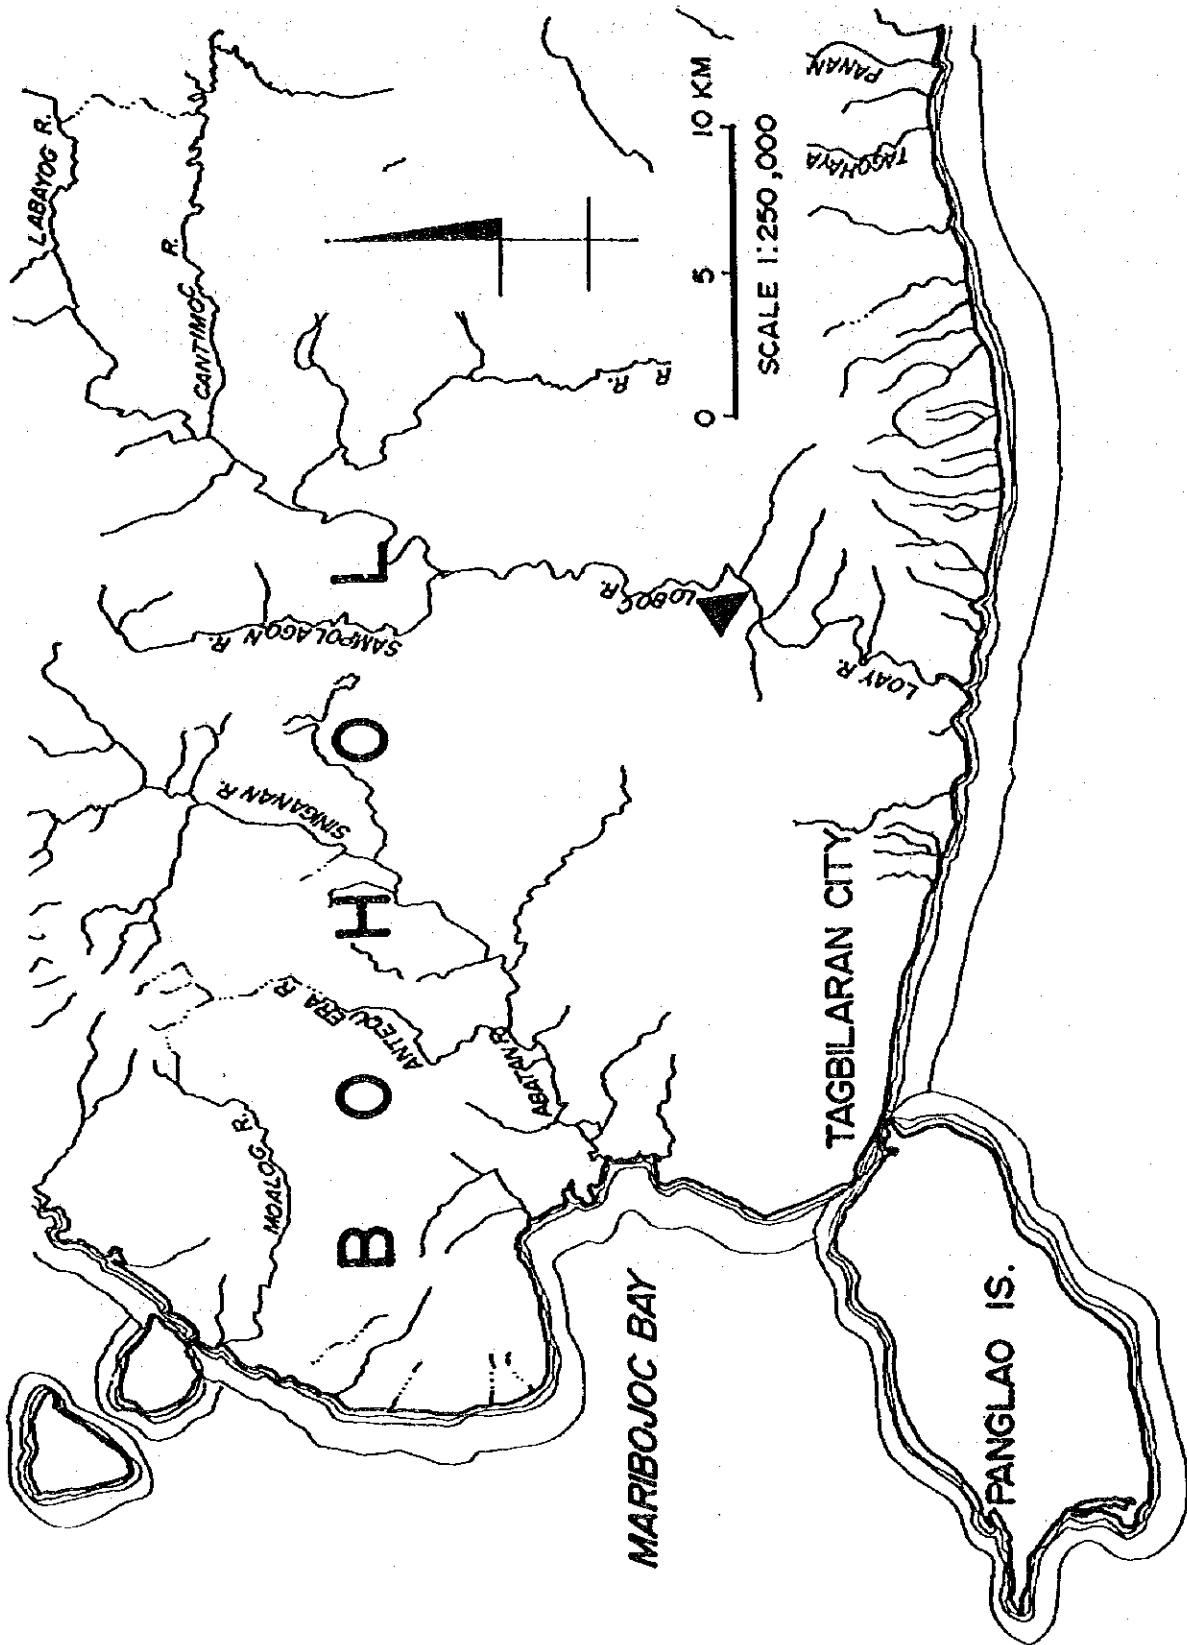 LABAYOG R.
CANTIMOC R.
SAMPOLAGON R.
SINGANAN R.
ANTEQUERA R.
MOALOG R.
ABATAN R.
BOHOL
R.
R
LOBOC R.
LOAY R.
0 5 10 KM
SCALE 1:250,000
TAGOHAYA
PANAN
TAGBILARAN CITY
MARIBOJOC BAY
PANGLAO IS.